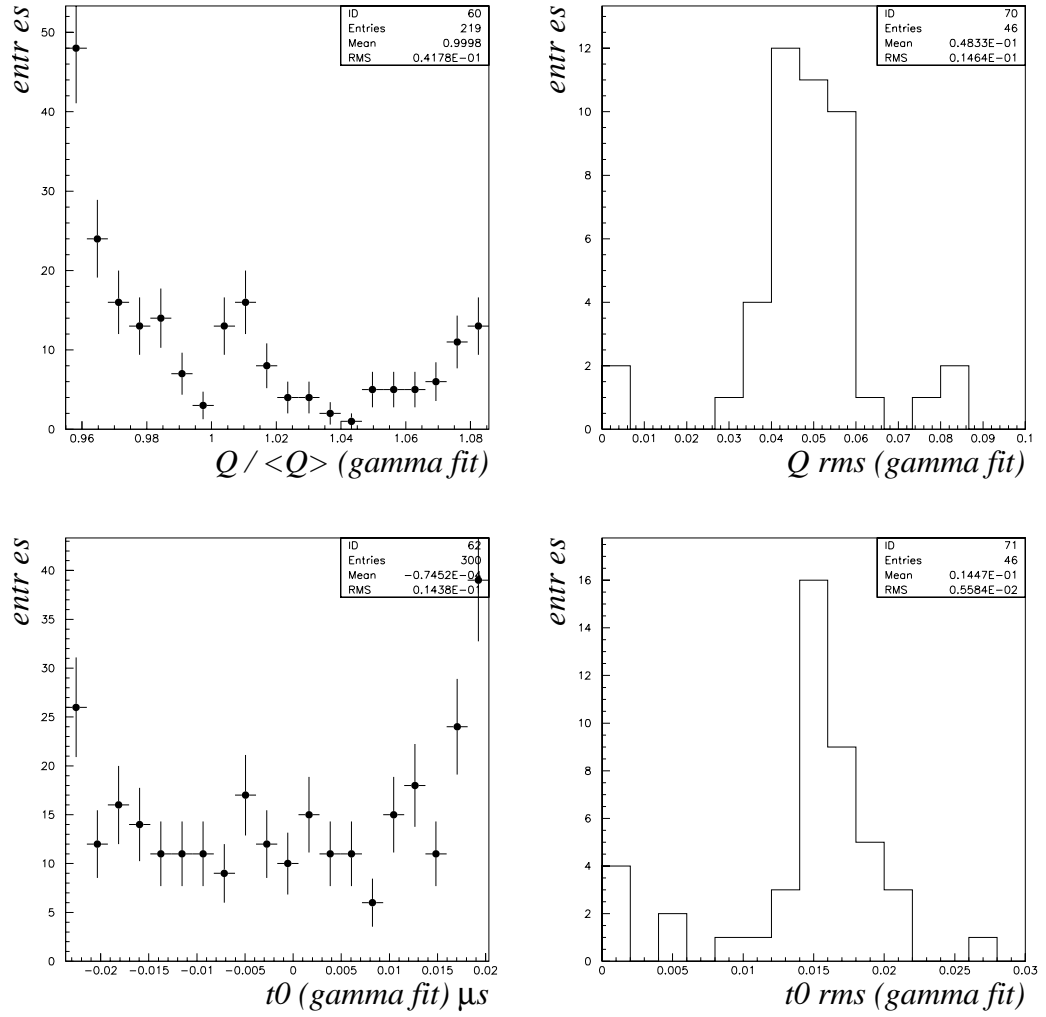 ID 60
Entries 219
Mean 0.9998
RMS 0.4178E-01
entr es
50
40
30
20
10
0
0.96 0.98 1 1.02 1.04 1.06 1.08
Q / <Q> (gamma fit)
ID 70
Entries 46
Mean 0.4833E-01
RMS 0.1464E-01
entr es
12
10
8
6
4
2
0
0 0.01 0.02 0.03 0.04 0.05 0.06 0.07 0.08 0.09 0.1
Q rms (gamma fit)
ID 62
Entries 300
Mean -0.7452E-04
RMS 0.1438E-01
entr es
40
35
30
25
20
15
10
5
0
-0.02 -0.015 -0.01 -0.005 0 0.005 0.01 0.015 0.02
t0 (gamma fit) μs
ID 71
Entries 46
Mean 0.1447E-01
RMS 0.5584E-02
entr es
16
14
12
10
8
6
4
2
0
0 0.005 0.01 0.015 0.02 0.025 0.03
t0 rms (gamma fit)